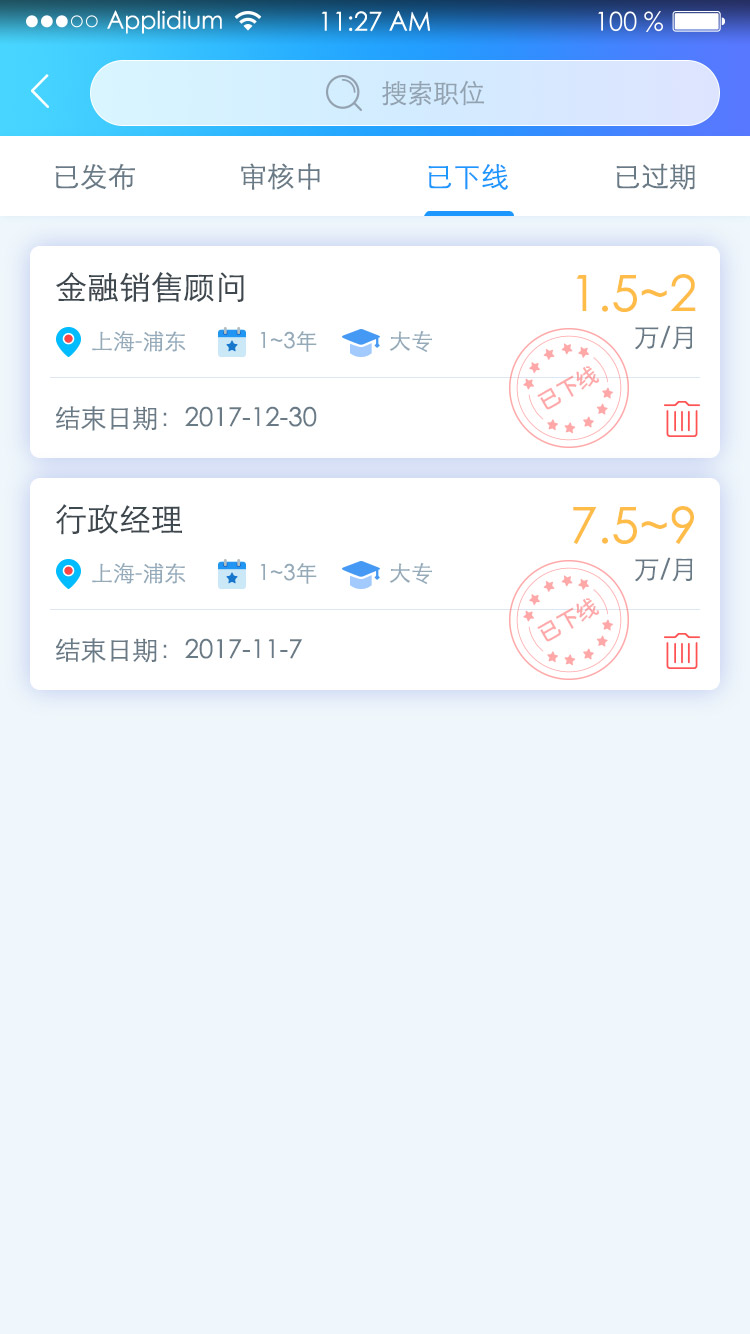 Applidium 11:27 AM 100 %
搜索职位
已发布 审核中 已下线 已过期
金融销售顾问 1.5~2
上海-浦东 1~3年 大专 万/月
已下线
结束日期：2017-12-30
行政经理 7.5~9
上海-浦东 1~3年 大专 万/月
已下线
结束日期：2017-11-7